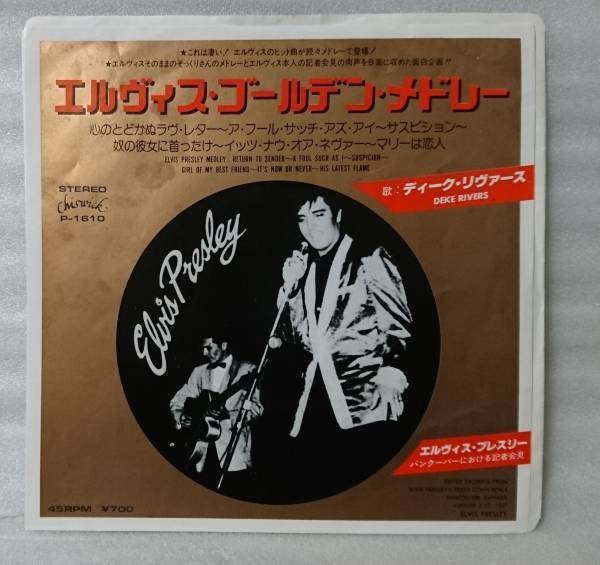 ★これは凄い！ エルヴィスのヒット曲が続々メドレーで登場！
★エルヴィスそのままのそっくりさんのメドレーとエルヴィス本人の記者会見の肉声をB面に収めた面白企画!!
エルヴィス・ゴールデン・メドレー
心のとどかぬラヴ・レター〜ア・フール・サッチ・アズ・アイ〜サスピション〜
奴の彼女に首ったけ〜イッツ・ナウ・オア・ネヴァー〜マリーは恋人
ELVIS PRESLEY MEDLEY : RETURN TO SENDER〜A FOOL SUCH AS I〜SUSPICION〜
GIRL OF MY BEST FRIEND〜IT'S NOW OR NEVER〜HIS LATEST FLAME
STEREO
Chiswick
P-1610
歌：ディーク・リヴァース
DEKE RIVERS
Elvis Presley
エルヴィス・プレスリー
バンクーバーにおける記者会見
ELVIS PRESLEY'S PRESS CONFERENCE
VANCOUVER, CANADA
ELVIS PRESLEY
45RPM ¥700